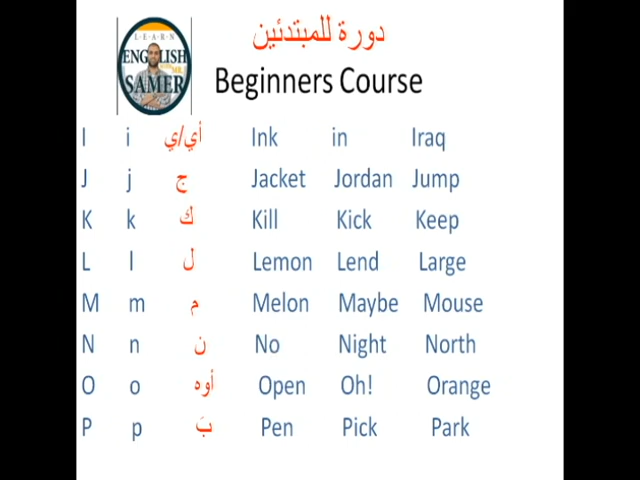 دورة للمبتدئين
LEARN
ENGLISH
SAMER
Beginners Course
I i أي/ي Ink in Iraq
J j ج Jacket Jordan Jump
K k ك Kill Kick Keep
L l ل Lemon Lend Large
M m م Melon Maybe Mouse
N n ن No Night North
O o أوه Open Oh! Orange
P p بَ Pen Pick Park